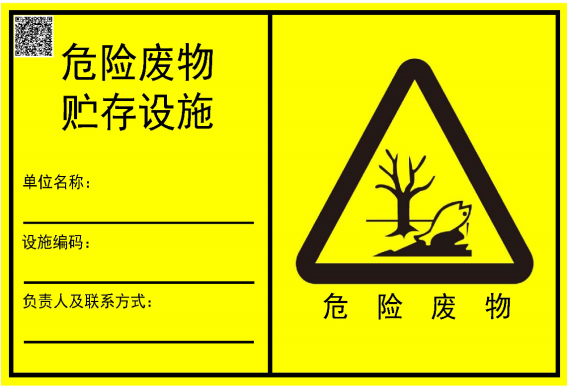 危险废物
贮存设施
单位名称：
设施编码：
负责人及联系方式：
危险废物